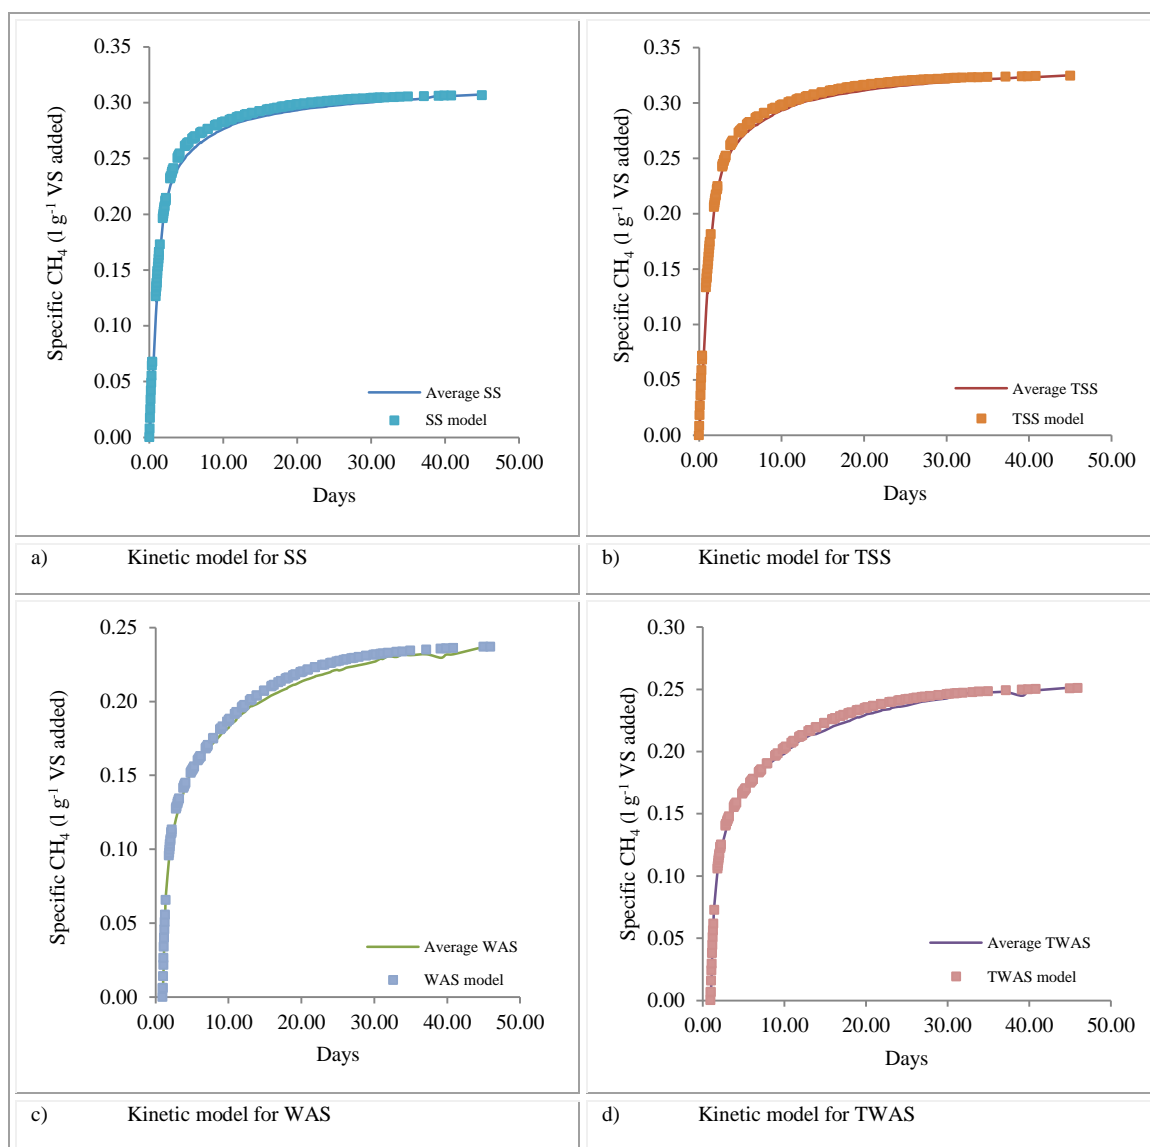 0.35
0.30
0.25
0.20
0.15
0.10
0.05
0.00
Specific CH₄ (l g⁻¹ VS added)
Average SS
SS model
0.00 10.00 20.00 30.00 40.00 50.00
Days
a) Kinetic model for SS
0.35
0.30
0.25
0.20
0.15
0.10
0.05
0.00
Specific CH₄ (l g⁻¹ VS added)
Average TSS
TSS model
0.00 10.00 20.00 30.00 40.00 50.00
Days
b) Kinetic model for TSS
0.25
0.20
0.15
0.10
0.05
0.00
Specific CH₄ (l g⁻¹ VS added)
Average WAS
WAS model
0.00 10.00 20.00 30.00 40.00 50.00
Days
c) Kinetic model for WAS
0.30
0.25
0.20
0.15
0.10
0.05
0.00
Specific CH₄ (l g⁻¹ VS added)
Average TWAS
TWAS model
0.00 10.00 20.00 30.00 40.00 50.00
Days
d) Kinetic model for TWAS